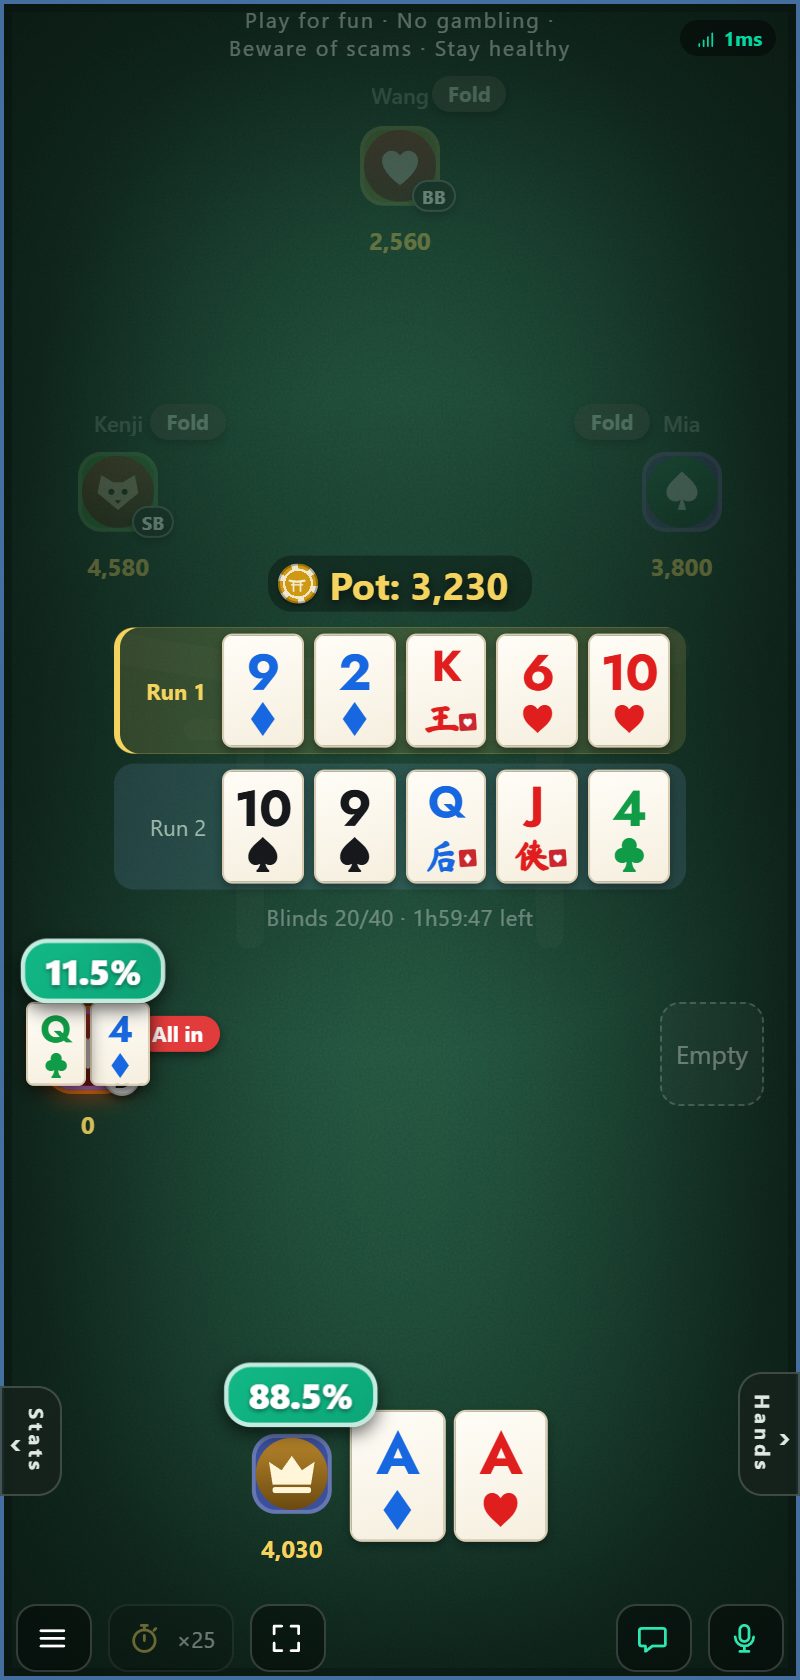 Play for fun · No gambling ·
Beware of scams · Stay healthy
1ms
Wang Fold
BB
2,560
Kenji Fold
SB
4,580
Fold Mia
3,800
Pot: 3,230
Run 1 9 2 K 王 6 10
Run 2 10 9 Q 后 J 侠 4
Blinds 20/40 · 1h59:47 left
11.5%
Q 4 All in
0
Empty
88.5%
A A
4,030
Stats
Hands
×25